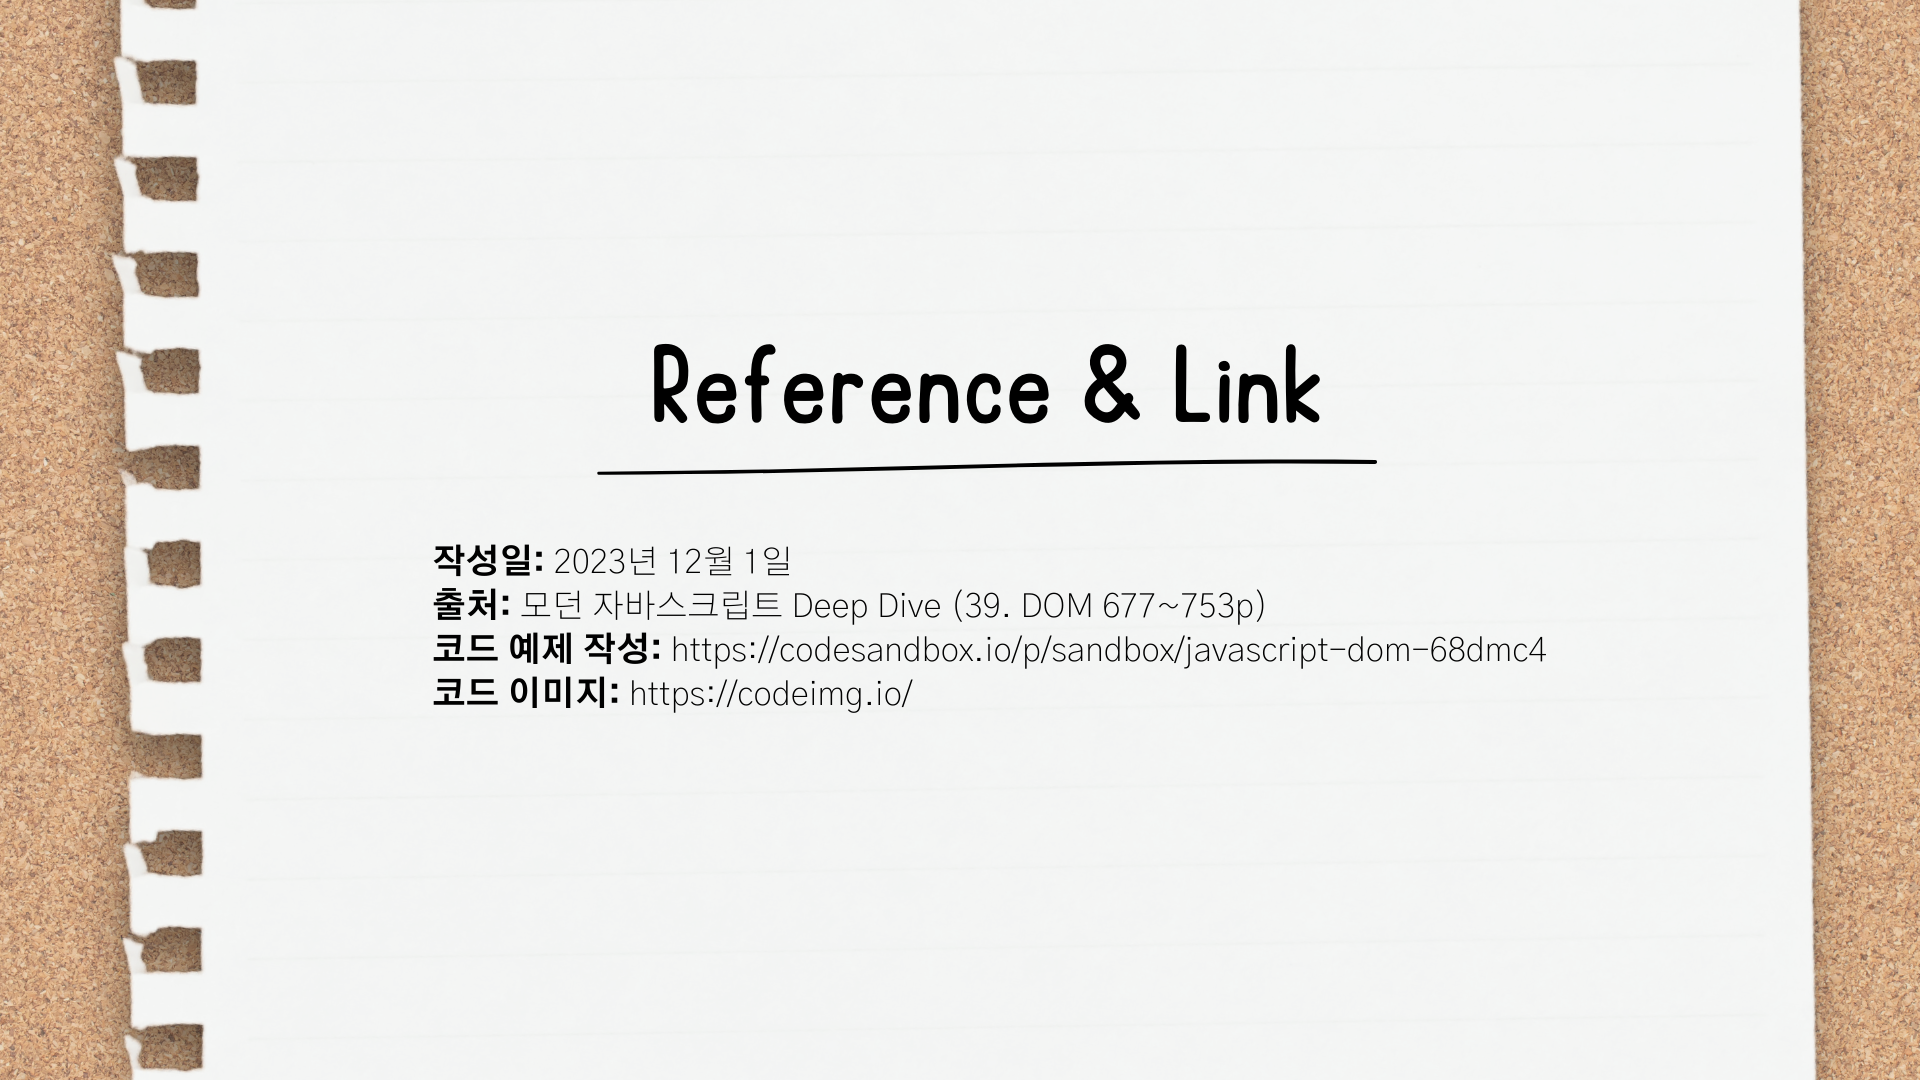 Reference & Link
작성일: 2023년 12월 1일
출처: 모던 자바스크립트 Deep Dive (39. DOM 677~753p)
코드 예제 작성: https://codesandbox.io/p/sandbox/javascript-dom-68dmc4
코드 이미지: https://codeimg.io/